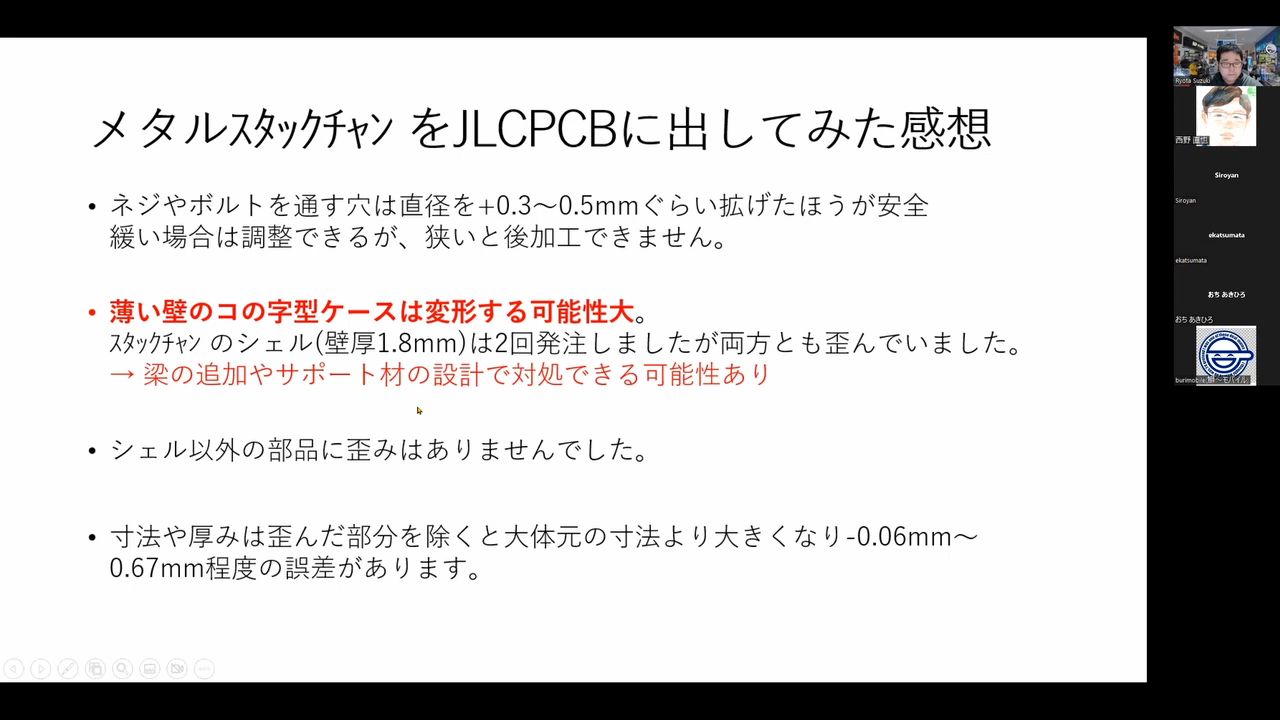 メタルｽﾀｯｸﾁｬﾝ をJLCPCBに出してみた感想
• ネジやボルトを通す穴は直径を+0.3～0.5mmぐらい拡げたほうが安全
緩い場合は調整できるが、狭いと後加工できません。
• 薄い壁のコの字型ケースは変形する可能性大。
ｽﾀｯｸﾁｬﾝ のシェル(壁厚1.8mm)は2回発注しましたが両方とも歪んでいました。
→ 梁の追加やサポート材の設計で対処できる可能性あり
• シェル以外の部品に歪みはありませんでした。
• 寸法や厚みは歪んだ部分を除くと大体元の寸法より大きくなり-0.06mm～
0.67mm程度の誤差があります。
Ryota Suzuki
西野 直也
Siroyan
Siroyan
ekatsumata
ekatsumata
おち あきひろ
おち あきひろ